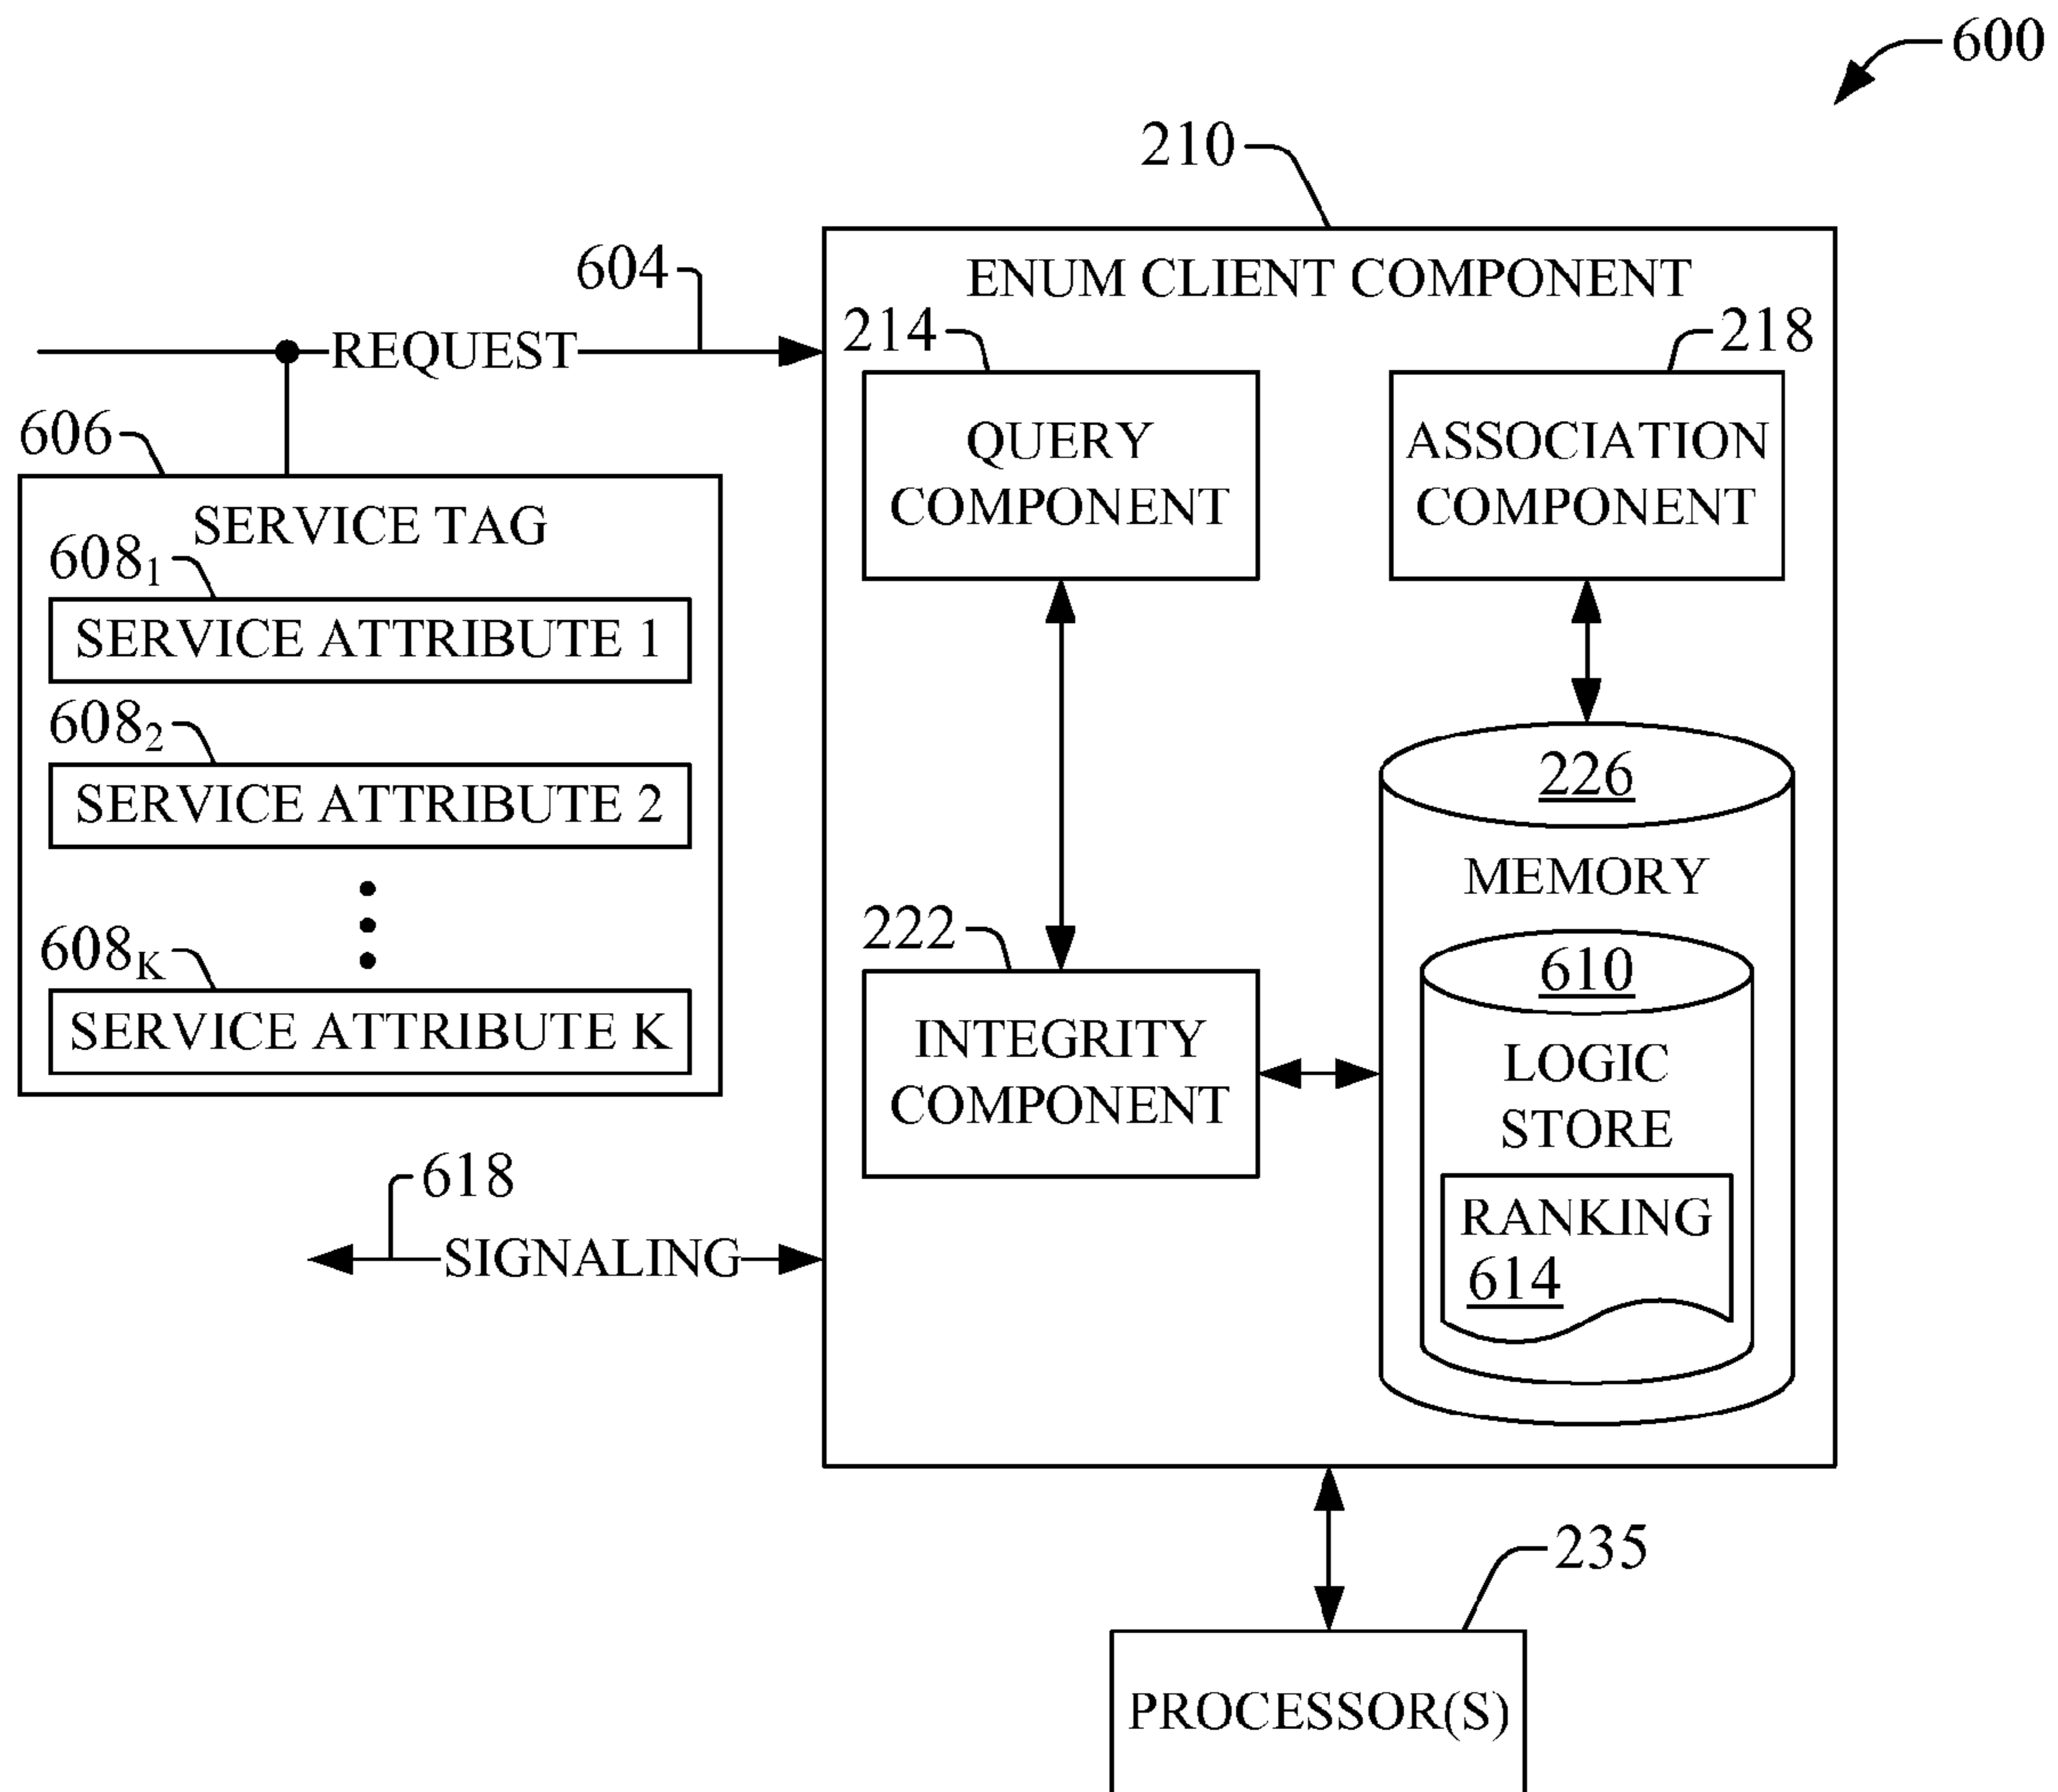 600
210
ENUM CLIENT COMPONENT
604
REQUEST
214
QUERY
COMPONENT
218
ASSOCIATION
COMPONENT
606
SERVICE TAG
608₁
SERVICE ATTRIBUTE 1
608₂
SERVICE ATTRIBUTE 2
608K
SERVICE ATTRIBUTE K
226
MEMORY
222
INTEGRITY
COMPONENT
610
LOGIC
STORE
RANKING
614
618
SIGNALING
235
PROCESSOR(S)